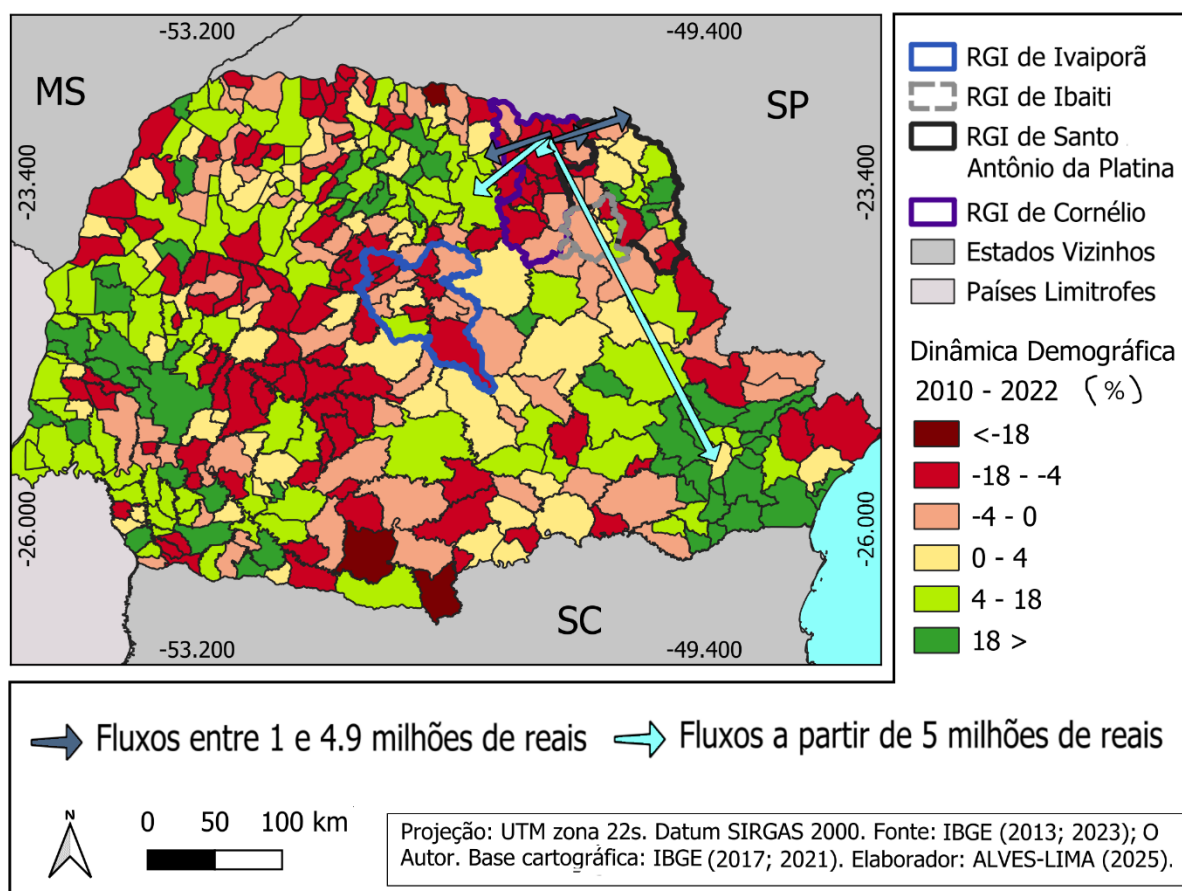 -53.200
-49.400
MS
SP
-23.400
-23.400
-26.000
-26.000
SC
-53.200
-49.400
RGI de Ivaiporã
RGI de Ibaiti
RGI de Santo
Antônio da Platina
RGI de Cornélio
Estados Vizinhos
Países Limitrofes
Dinâmica Demográfica
2010 - 2022 (%)
<-18
-18 - -4
-4 - 0
0 - 4
4 - 18
18 >
Fluxos entre 1 e 4.9 milhões de reais
Fluxos a partir de 5 milhões de reais
N
0 50 100 km
Projeção: UTM zona 22s. Datum SIRGAS 2000. Fonte: IBGE (2013; 2023); O
Autor. Base cartográfica: IBGE (2017; 2021). Elaborador: ALVES-LIMA (2025).